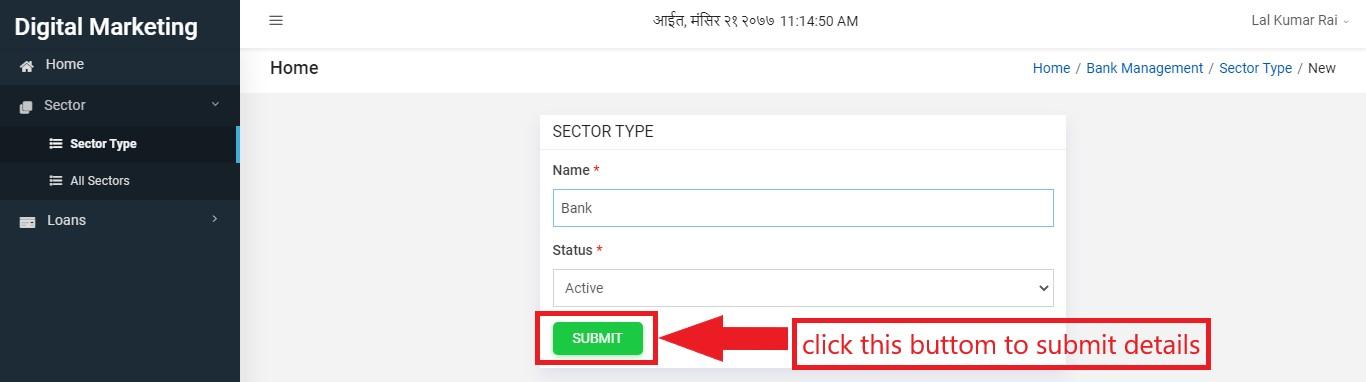 Digital Marketing
आईत, मंसिर २१ २०७७ 11:14:50 AM
Lal Kumar Rai
Home
Home
Home / Bank Management / Sector Type / New
Sector
Sector Type
All Sectors
Loans
SECTOR TYPE
Name *
Bank
Status *
Active
SUBMIT
click this buttom to submit details